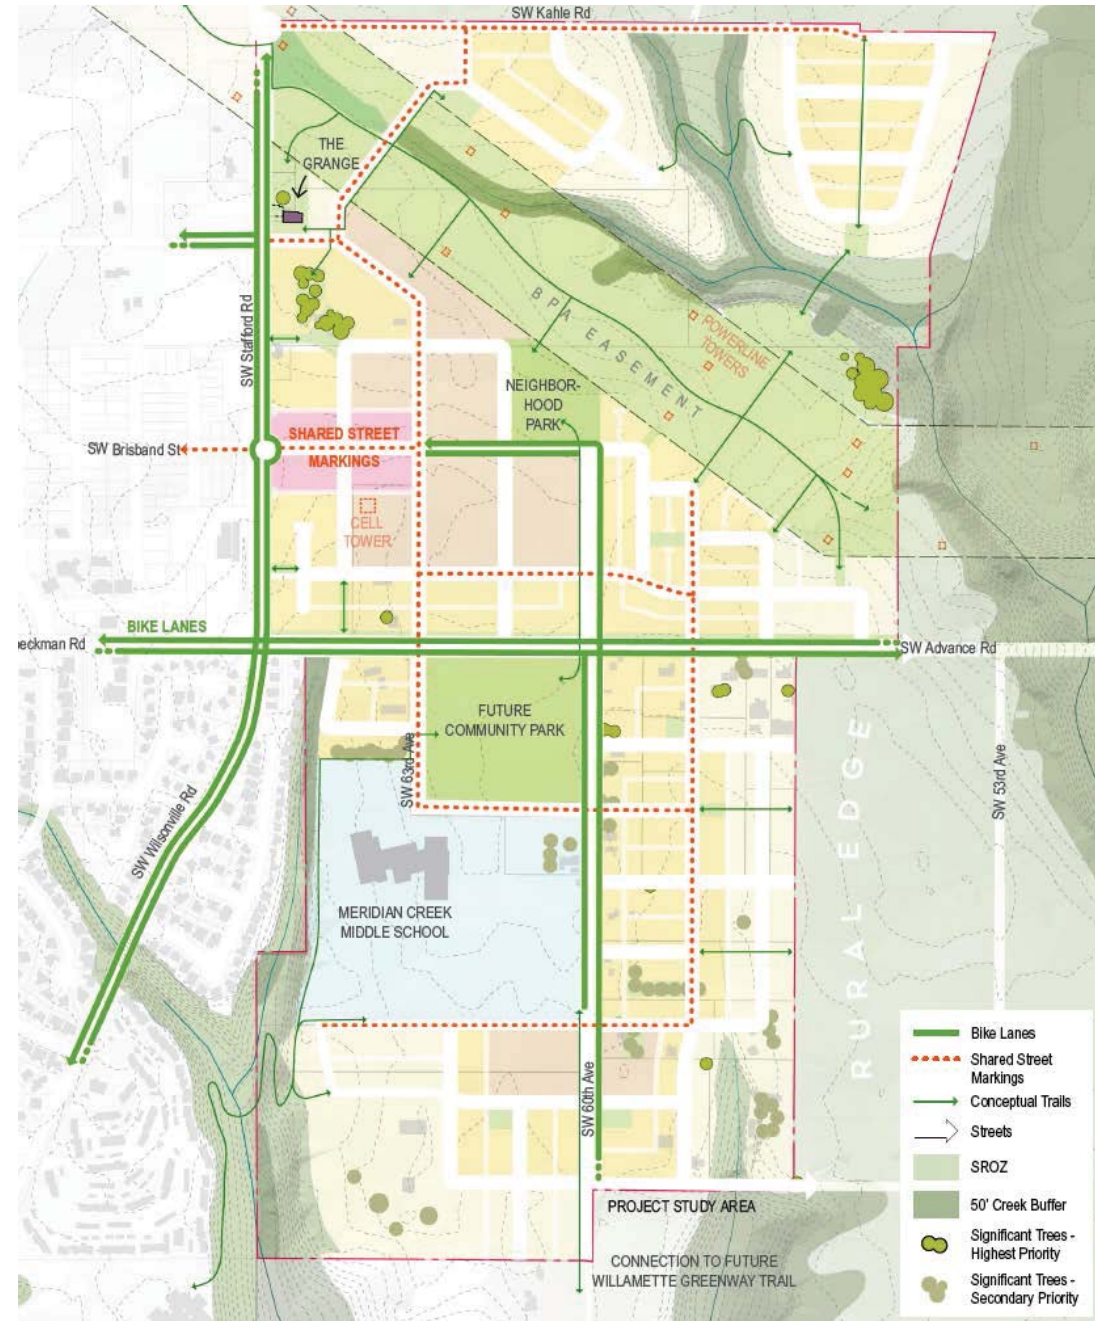 SW Kahle Rd
THE
GRANGE
SW Stafford Rd
BPA EASEMENT
POWERLINE
TOWERS
NEIGHBOR-
HOOD
PARK
SW Brisband St
SHARED STREET
MARKINGS
CELL
TOWER
BIKE LANES
eckman Rd
SW Advance Rd
FUTURE
COMMUNITY PARK
SW 63rd Ave
SW Wilsonville Rd
RURAL EDGE
SW 53rd Ave
MERIDIAN CREEK
MIDDLE SCHOOL
SW 60th Ave
PROJECT STUDY AREA
CONNECTION TO FUTURE
WILLAMETTE GREENWAY TRAIL
Bike Lanes
Shared Street
Markings
Conceptual Trails
Streets
SROZ
50' Creek Buffer
Significant Trees -
Highest Priority
Significant Trees -
Secondary Priority